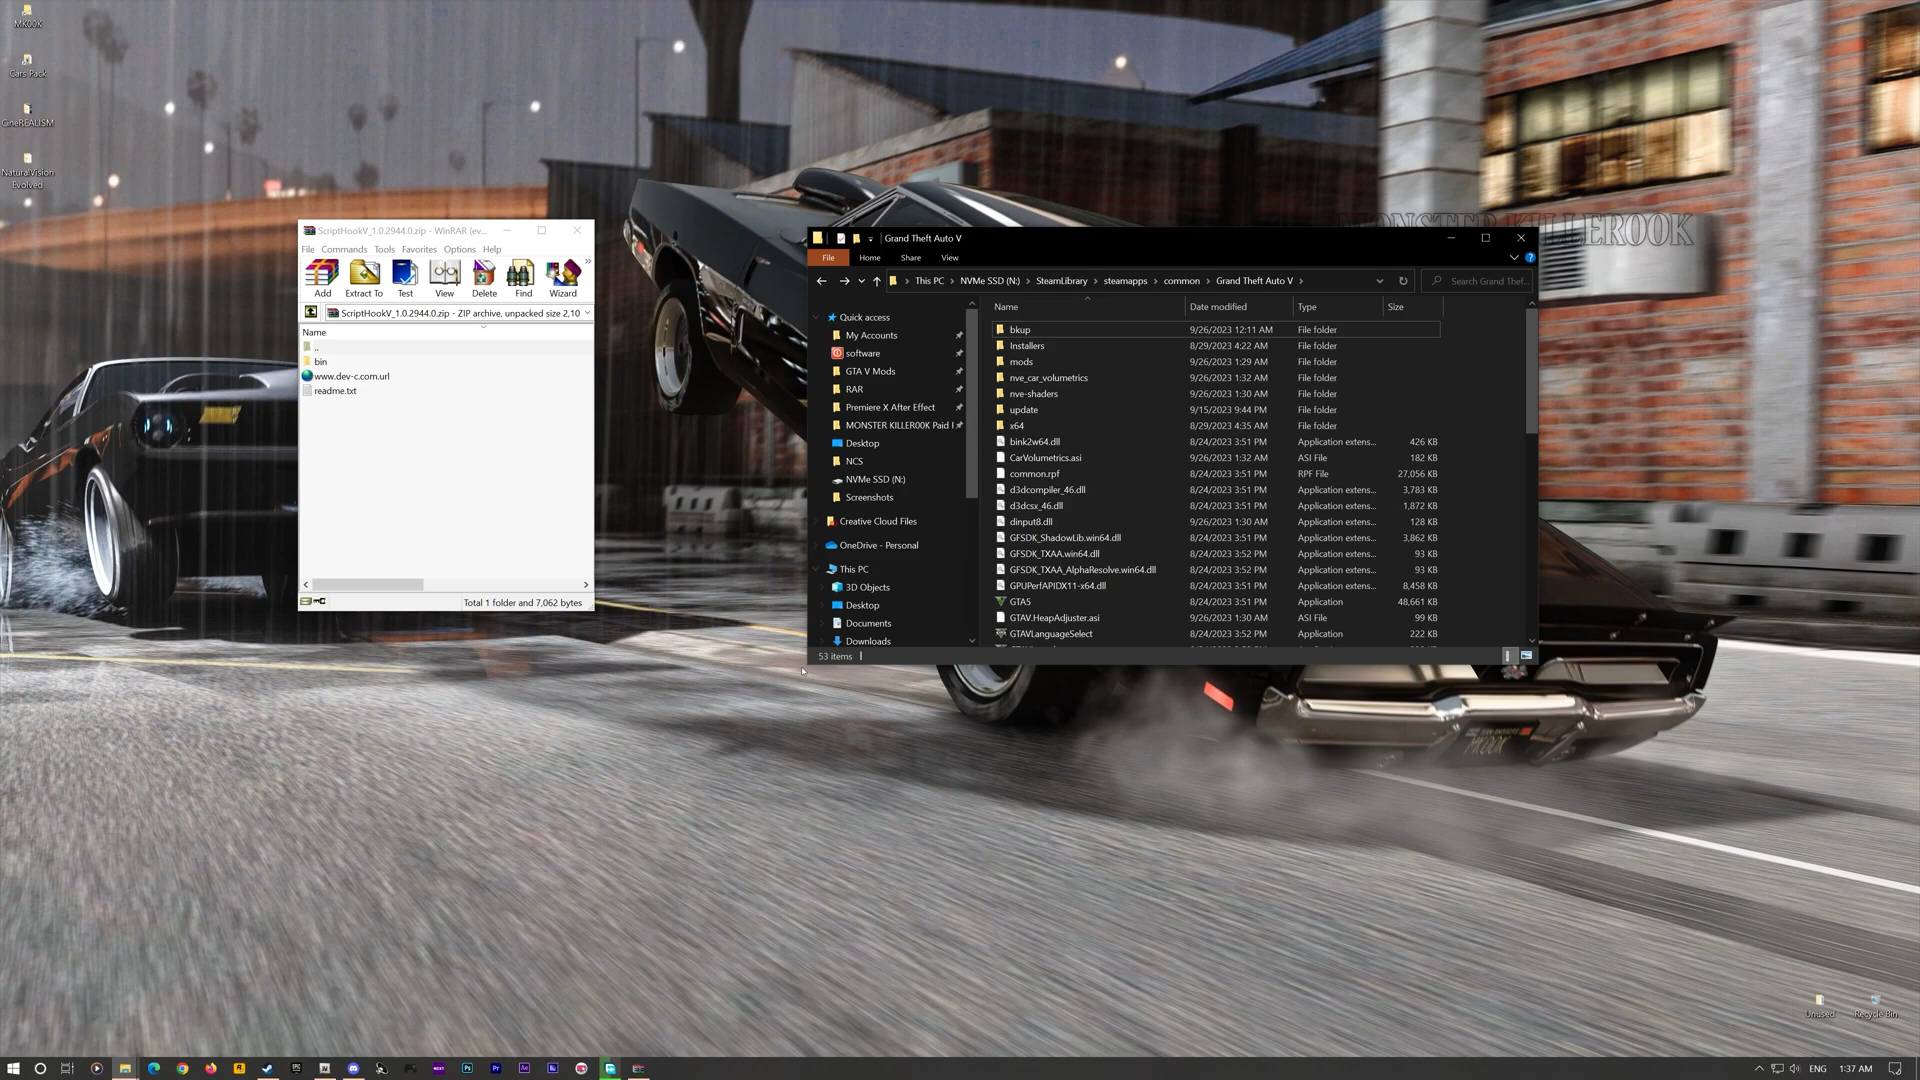 MK00K
Cars Pack
CineREALISM
NaturalVision
Evolved
ScriptHookV_1.0.2944.0.zip - WinRAR (ev...
File Commands Tools Favorites Options Help
Add Extract To Test View Delete Find Wizard
ScriptHookV_1.0.2944.0.zip - ZIP archive, unpacked size 2,10
Name
..
bin
www.dev-c.com.url
readme.txt
Total 1 folder and 7,062 bytes
MONSTER KILLEROOK
Grand Theft Auto V
File Home Share View
This PC > NVMe SSD (N:) > SteamLibrary > steamapps > common > Grand Theft Auto V >
Search Grand Thef...
Quick access
My Accounts
software
GTA V Mods
RAR
Premiere X After Effect
MONSTER KILLER00K Paid I
Desktop
NCS
NVMe SSD (N:)
Screenshots
Creative Cloud Files
OneDrive - Personal
This PC
3D Objects
Desktop
Documents
Downloads
Name Date modified Type Size
bkup 9/26/2023 12:11 AM File folder
Installers 8/29/2023 4:22 AM File folder
mods 9/26/2023 1:29 AM File folder
nve_car_volumetrics 9/26/2023 1:32 AM File folder
nve-shaders 9/26/2023 1:30 AM File folder
update 9/15/2023 9:44 PM File folder
x64 8/29/2023 4:35 AM File folder
bink2w64.dll 8/24/2023 3:51 PM Application extens... 426 KB
CarVolumetrics.asi 9/26/2023 1:32 AM ASI File 182 KB
common.rpf 8/24/2023 3:51 PM RPF File 27,056 KB
d3dcompiler_46.dll 8/24/2023 3:51 PM Application extens... 3,783 KB
d3dcsx_46.dll 8/24/2023 3:51 PM Application extens... 1,872 KB
dinput8.dll 9/26/2023 1:30 AM Application extens... 128 KB
GFSDK_ShadowLib.win64.dll 8/24/2023 3:51 PM Application extens... 3,862 KB
GFSDK_TXAA.win64.dll 8/24/2023 3:52 PM Application extens... 93 KB
GFSDK_TXAA_AlphaResolve.win64.dll 8/24/2023 3:52 PM Application extens... 93 KB
GPUPerfAPIDX11-x64.dll 8/24/2023 3:51 PM Application extens... 8,458 KB
GTA5 8/24/2023 3:51 PM Application 48,661 KB
GTAV.HeapAdjuster.asi 9/26/2023 1:30 AM ASI File 99 KB
GTAVLanguageSelect 8/24/2023 3:52 PM Application 222 KB
53 items
MK00K
Unused
Recycle Bin
ENG
1:37 AM